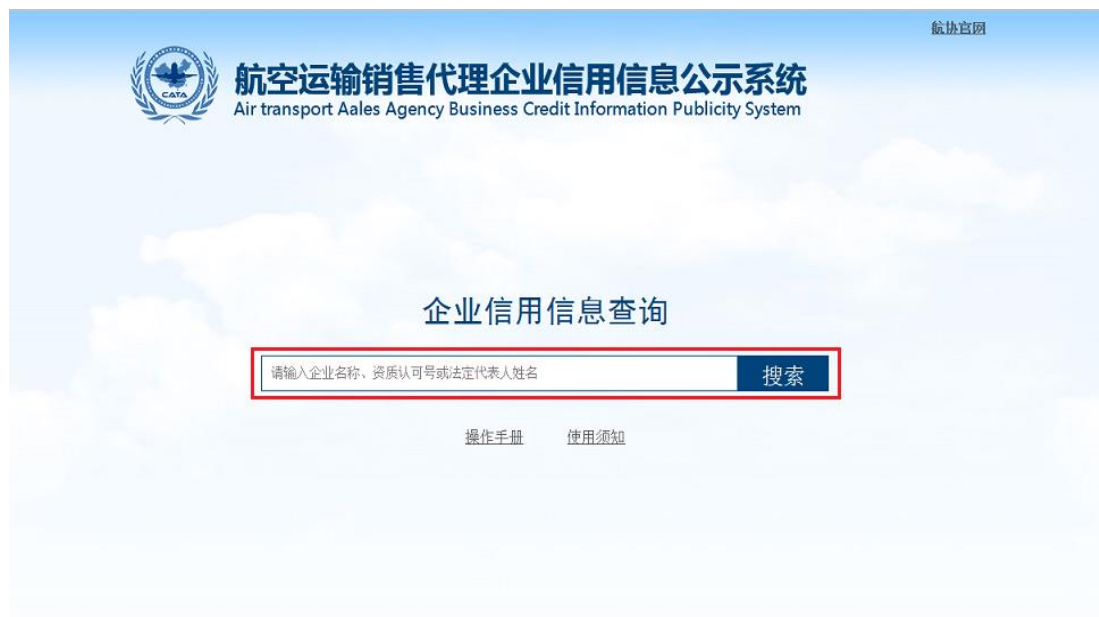 航协官网
CATA
航空运输销售代理企业信用信息公示系统
Air transport Aales Agency Business Credit Information Publicity System
企业信用信息查询
请输入企业名称、资质认可号或法定代表人姓名
搜索
操作手册 使用须知